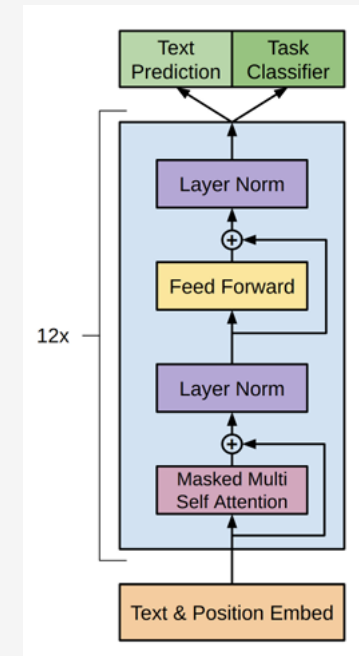 Text
Prediction
Task
Classifier
Layer Norm
Feed Forward
12x
Layer Norm
Masked Multi
Self Attention
Text & Position Embed